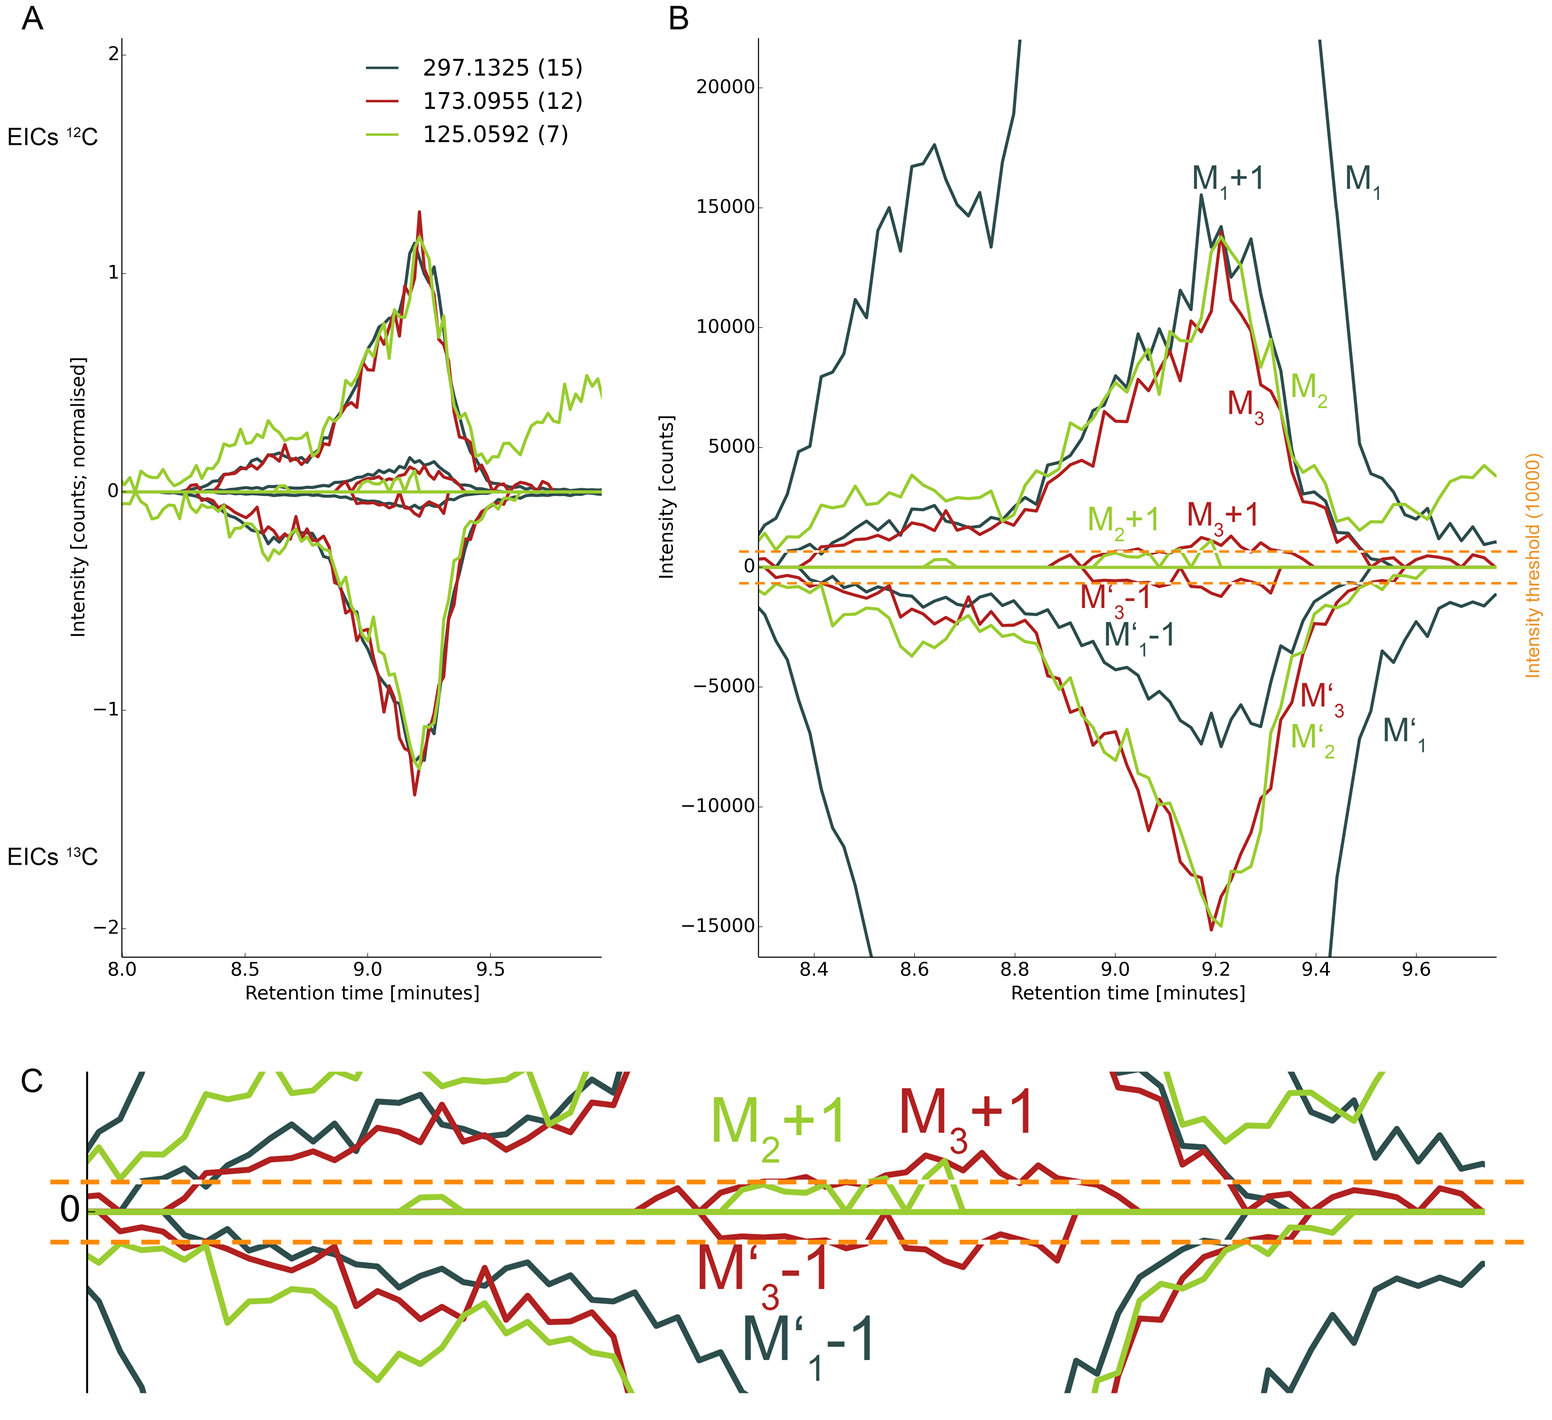 A
EICs ¹²C
EICs ¹³C
Intensity [counts; normalised]
2
1
0
−1
−2
8.0 8.5 9.0 9.5
Retention time [minutes]
297.1325 (15)
173.0955 (12)
125.0592 (7)
B
Intensity [counts]
20000
15000
10000
5000
0
−5000
−10000
−15000
8.4 8.6 8.8 9.0 9.2 9.4 9.6
Retention time [minutes]
M₁+1
M₁
M₂
M₃
M₂+1
M₃+1
M‘₃-1
M‘₁-1
M‘₃
M‘₂
M‘₁
Intensity threshold (10000)
C
0
M₂+1
M₃+1
M‘₃-1
M‘₁-1